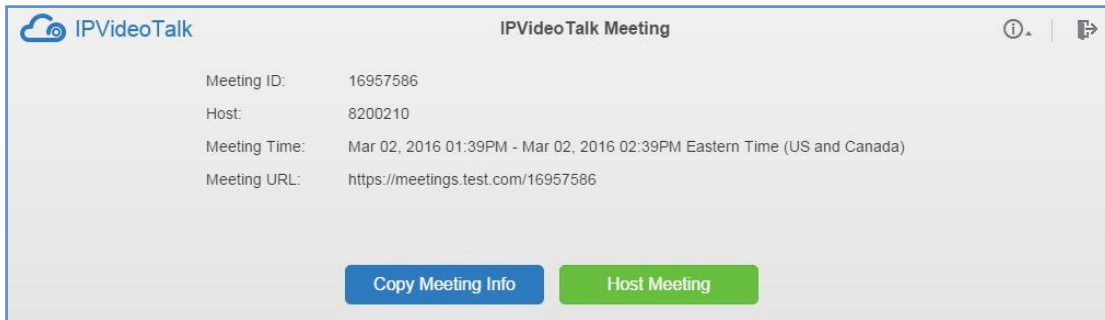 IPVideoTalk
IPVideoTalk Meeting
Meeting ID: 16957586
Host: 8200210
Meeting Time: Mar 02, 2016 01:39PM - Mar 02, 2016 02:39PM Eastern Time (US and Canada)
Meeting URL: https://meetings.test.com/16957586
Copy Meeting Info
Host Meeting